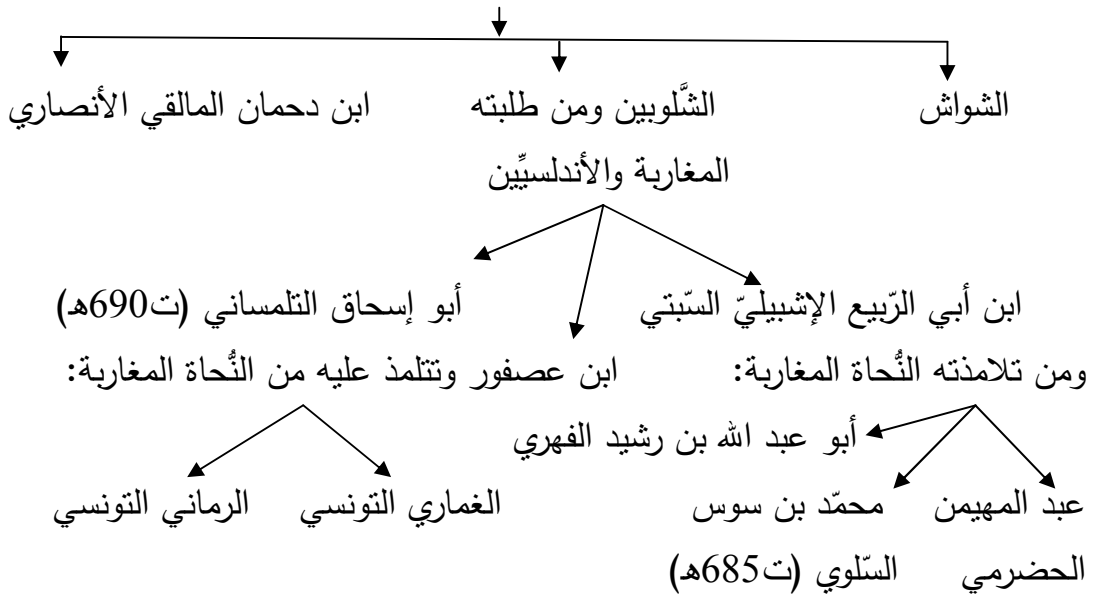 الشواش الشَّلوبين ومن طلبته ابن دحمان المالقي الأنصاري
المغاربة والأندلسيِّين
ابن أبي الرّبيع الإشبيليّ السّبتي أبو إسحاق التلمساني (ت690هـ)
ومن تلامذته النُّحاة المغاربة: ابن عصفور وتتلمذ عليه من النُّحاة المغاربة:
أبو عبد الله بن رشيد الفهري
عبد المهيمن محمّد بن سوس الغماري التونسي الرماني التونسي
الحضرمي السّلوي (ت685هـ)